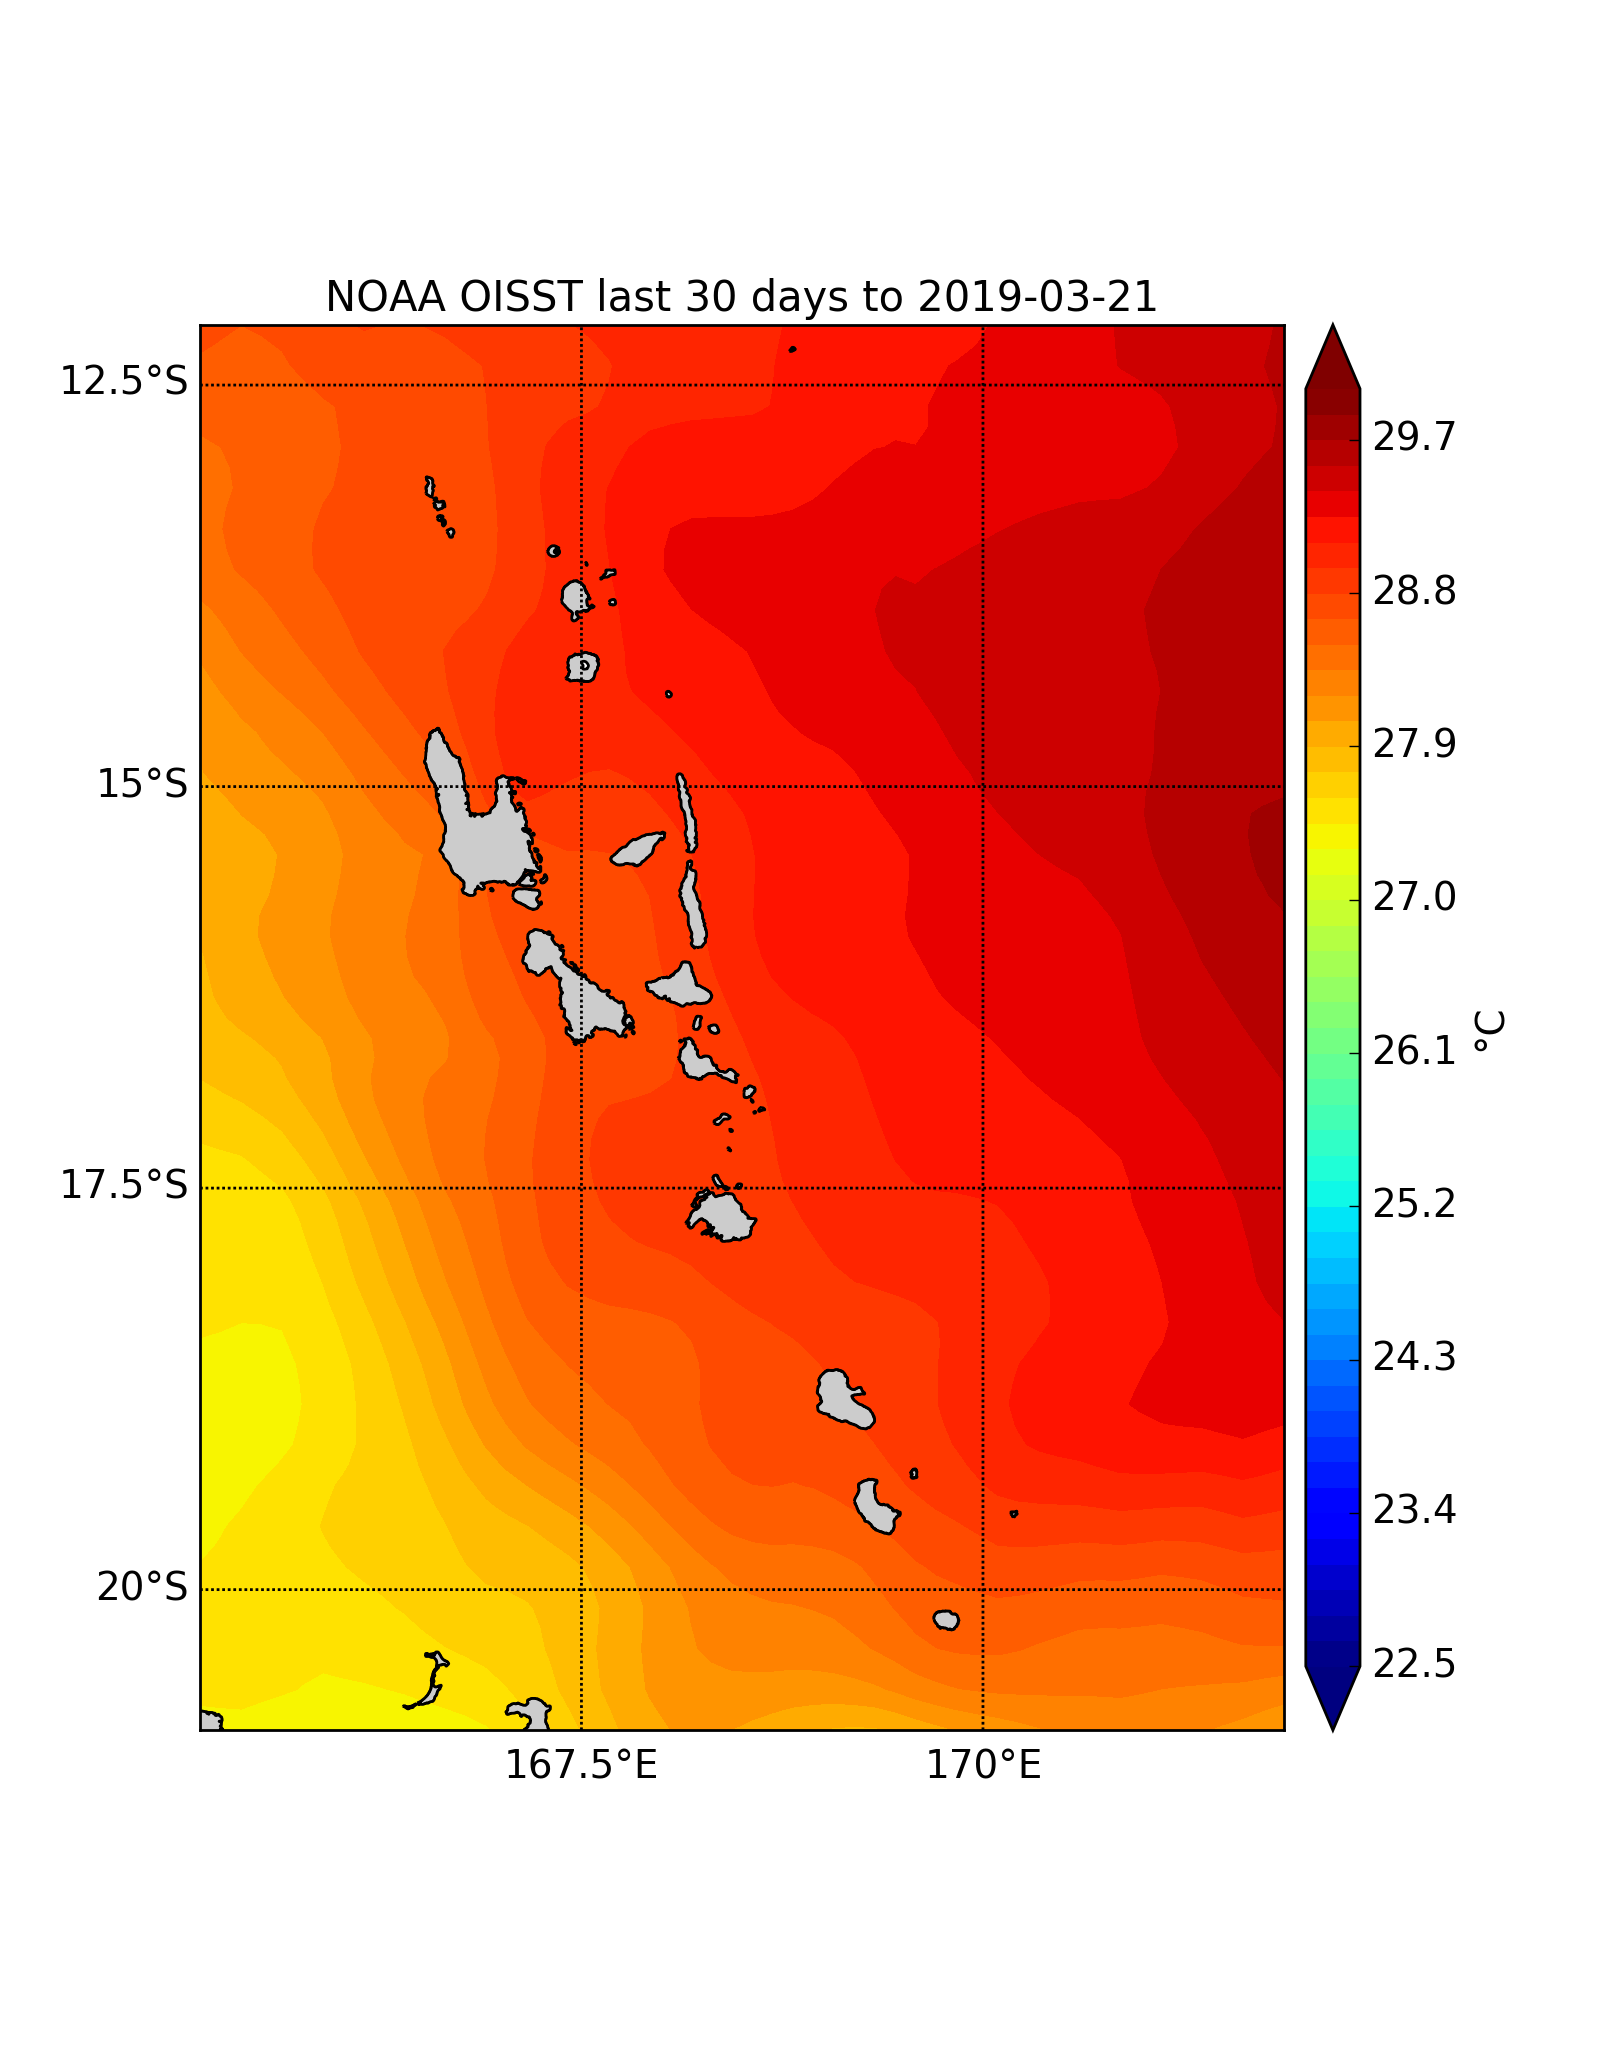 NOAA OISST last 30 days to 2019-03-21
12.5°S
15°S
17.5°S
20°S
167.5°E
170°E
29.7
28.8
27.9
27.0
26.1
25.2
24.3
23.4
22.5
°C